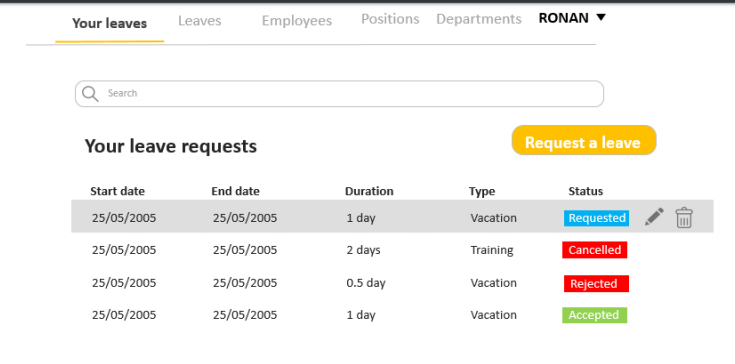 Your leaves Leaves Employees Positions Departments RONAN ▼
Search
Your leave requests Request a leave
Start date End date Duration Type Status
25/05/2005 25/05/2005 1 day Vacation Requested
25/05/2005 25/05/2005 2 days Training Cancelled
25/05/2005 25/05/2005 0.5 day Vacation Rejected
25/05/2005 25/05/2005 1 day Vacation Accepted